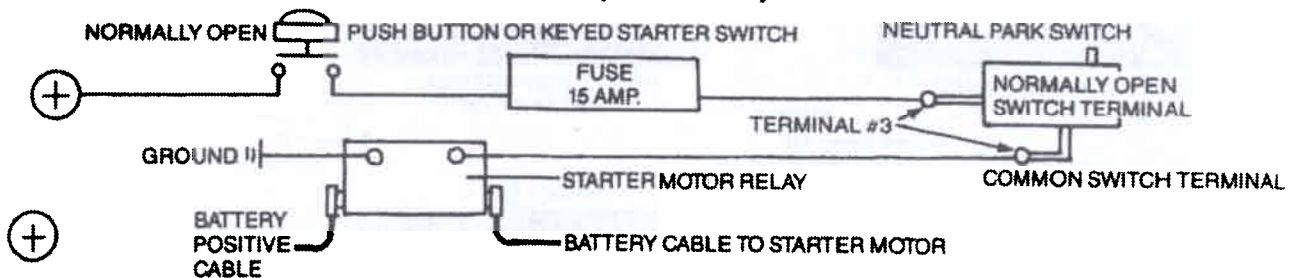 NORMALLY OPEN
PUSH BUTTON OR KEYED STARTER SWITCH
NEUTRAL PARK SWITCH
FUSE
15 AMP.
NORMALLY OPEN
SWITCH TERMINAL
TERMINAL #3
GROUND
STARTER MOTOR RELAY
COMMON SWITCH TERMINAL
BATTERY
POSITIVE
CABLE
BATTERY CABLE TO STARTER MOTOR